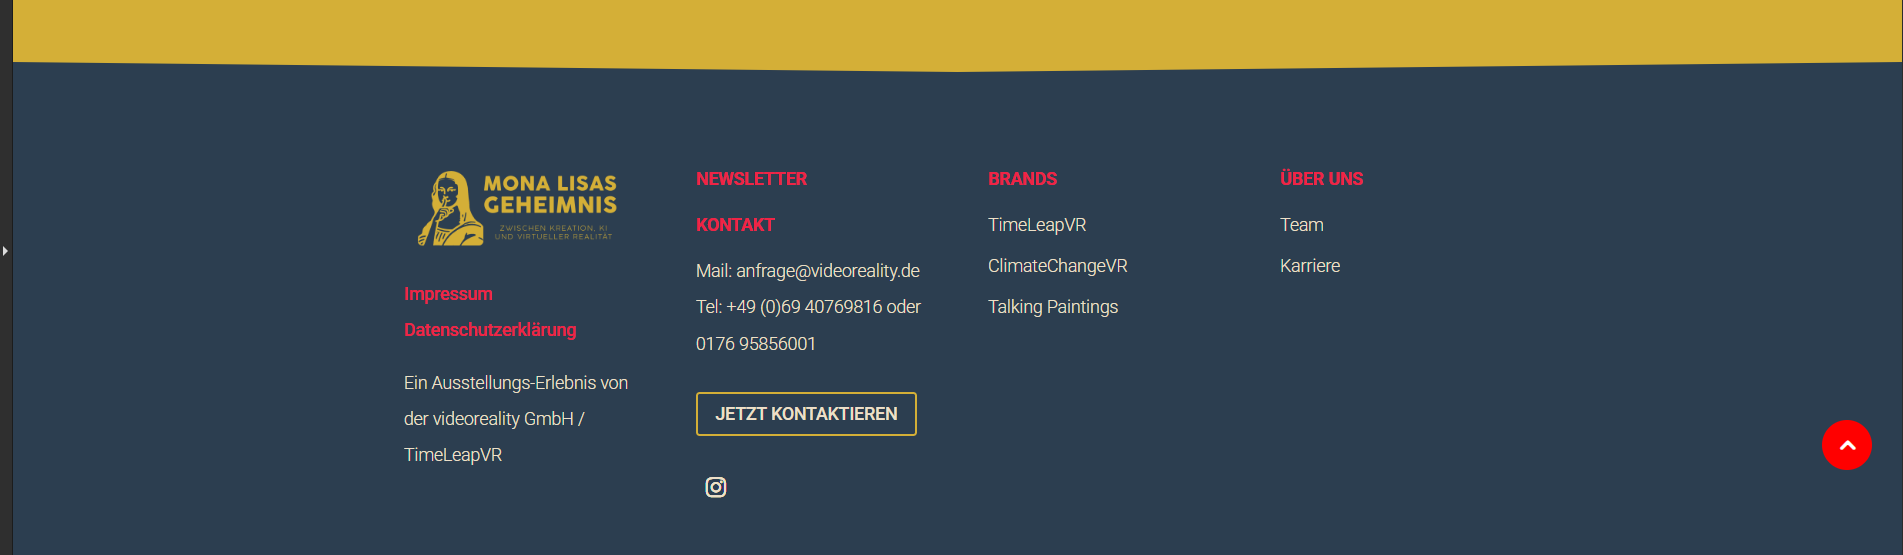 MONA LISAS
GEHEIMNIS
ZWISCHEN KREATION, KI
UND VIRTUELLER REALITÄT
Impressum
Datenschutzerklärung
Ein Ausstellungs-Erlebnis von
der videoreality GmbH /
TimeLeapVR
NEWSLETTER
KONTAKT
Mail: anfrage@videoreality.de
Tel: +49 (0)69 40769816 oder
0176 95856001
JETZT KONTAKTIEREN
BRANDS
TimeLeapVR
ClimateChangeVR
Talking Paintings
ÜBER UNS
Team
Karriere